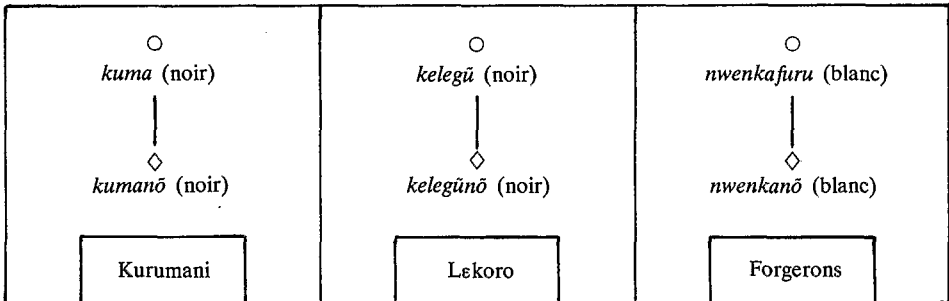 kuma (noir) kelegũ (noir) nwenkafuru (blanc)
kumanõ (noir) kelegũnõ (noir) nwenkanõ (blanc)
Kurumani Lɛkoro Forgerons